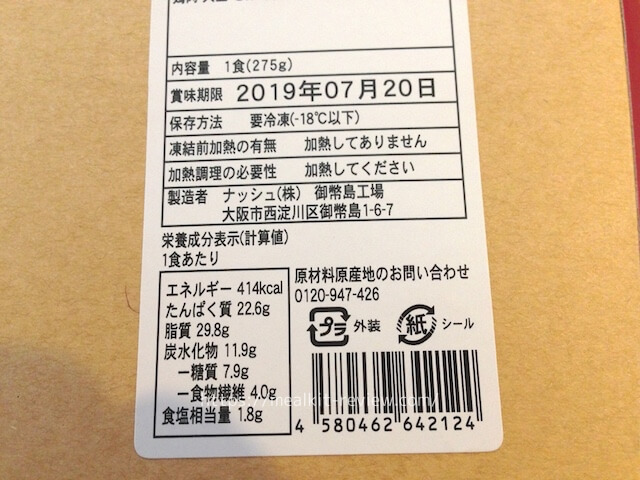 内容量 1食(275g)
賞味期限 2019年07月20日
保存方法 要冷凍(-18℃以下)
凍結前加熱の有無 加熱してありません
加熱調理の必要性 加熱してください
製造者 ナッシュ(株) 御幣島工場
大阪市西淀川区御幣島1-6-7
栄養成分表示(計算値)
1食あたり
エネルギー 414kcal
たんぱく質 22.6g
脂質 29.8g
炭水化物 11.9g
ー糖質 7.9g
ー食物繊維 4.0g
食塩相当量 1.8g
原材料原産地のお問い合わせ
0120-947-426
プラ 外装
紙 シール
4 580462 642124
https://mealkit-review.com/